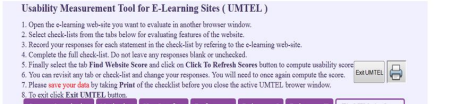 Usability Measurement Tool for E-Learning Sites ( UMTEL )
1. Open the e-learning web-site you want to evaluate in another browser window.
2. Select check-lists from the tabs below for evaluating features of the website.
3. Record your responses for each statement in the check-list by refering to the e-learning web-site.
4. Complete the full check-list. Do not leave any responses blank or unchecked.
5. Finally select the tab Find Website Score and click on Click To Refresh Scores button to compute usability score
6. You can revisit any tab or check-list and change your responses. You will need to once again compute the score.
Exit UMTEL
7. Please save your data by taking Print of the checklist before you close the active UMTEL brower window.
8. To exit click Exit UMTEL button.